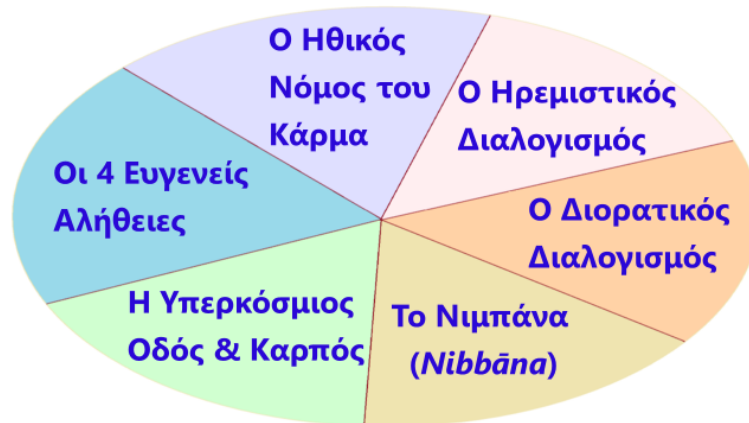 Ο Ηθικός
Νόμος του
Κάρμα
Ο Ηρεμιστικός
Διαλογισμός
Ο Διορατικός
Διαλογισμός
Το Νιμπάνα
(Nibbāna)
Η Υπερκόσμιος
Οδός & Καρπός
Οι 4 Ευγενείς
Αλήθειες